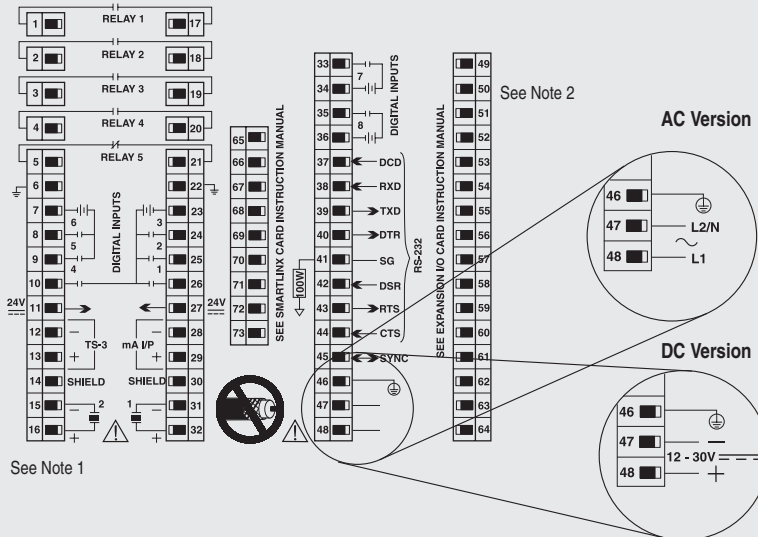 1 RELAY 1 17
2 RELAY 2 18
3 RELAY 3 19
4 RELAY 4 20
5 RELAY 5 21
6 22
7 23
6 3
8 24
5 2
9 25
4 1
10 26
DIGITAL INPUTS
24V 11 27 24V
12 − − 28
TS-3 mA I/P
13 + + 29
14 SHIELD SHIELD 30
15 − 2 1 − 31
16 + + 32
See Note 1
65
66
67
68
69
70
71
72
73
SEE SMARTLINX CARD INSTRUCTION MANUAL
33
7
34
35
8
36
DIGITAL INPUTS
37 DCD
38 RXD
39 TXD
40 DTR
41 SG
100W
42 DSR
43 RTS
44 CTS
RS-232
45 SYNC
46
47
48
SEE EXPANSION I/O CARD INSTRUCTION MANUAL
49
50
51
52
53
54
55
56
57
58
59
60
61
62
63
64
See Note 2
AC Version
46
47 L2/N
48 L1
DC Version
46
47 −
12 - 30V
48 +